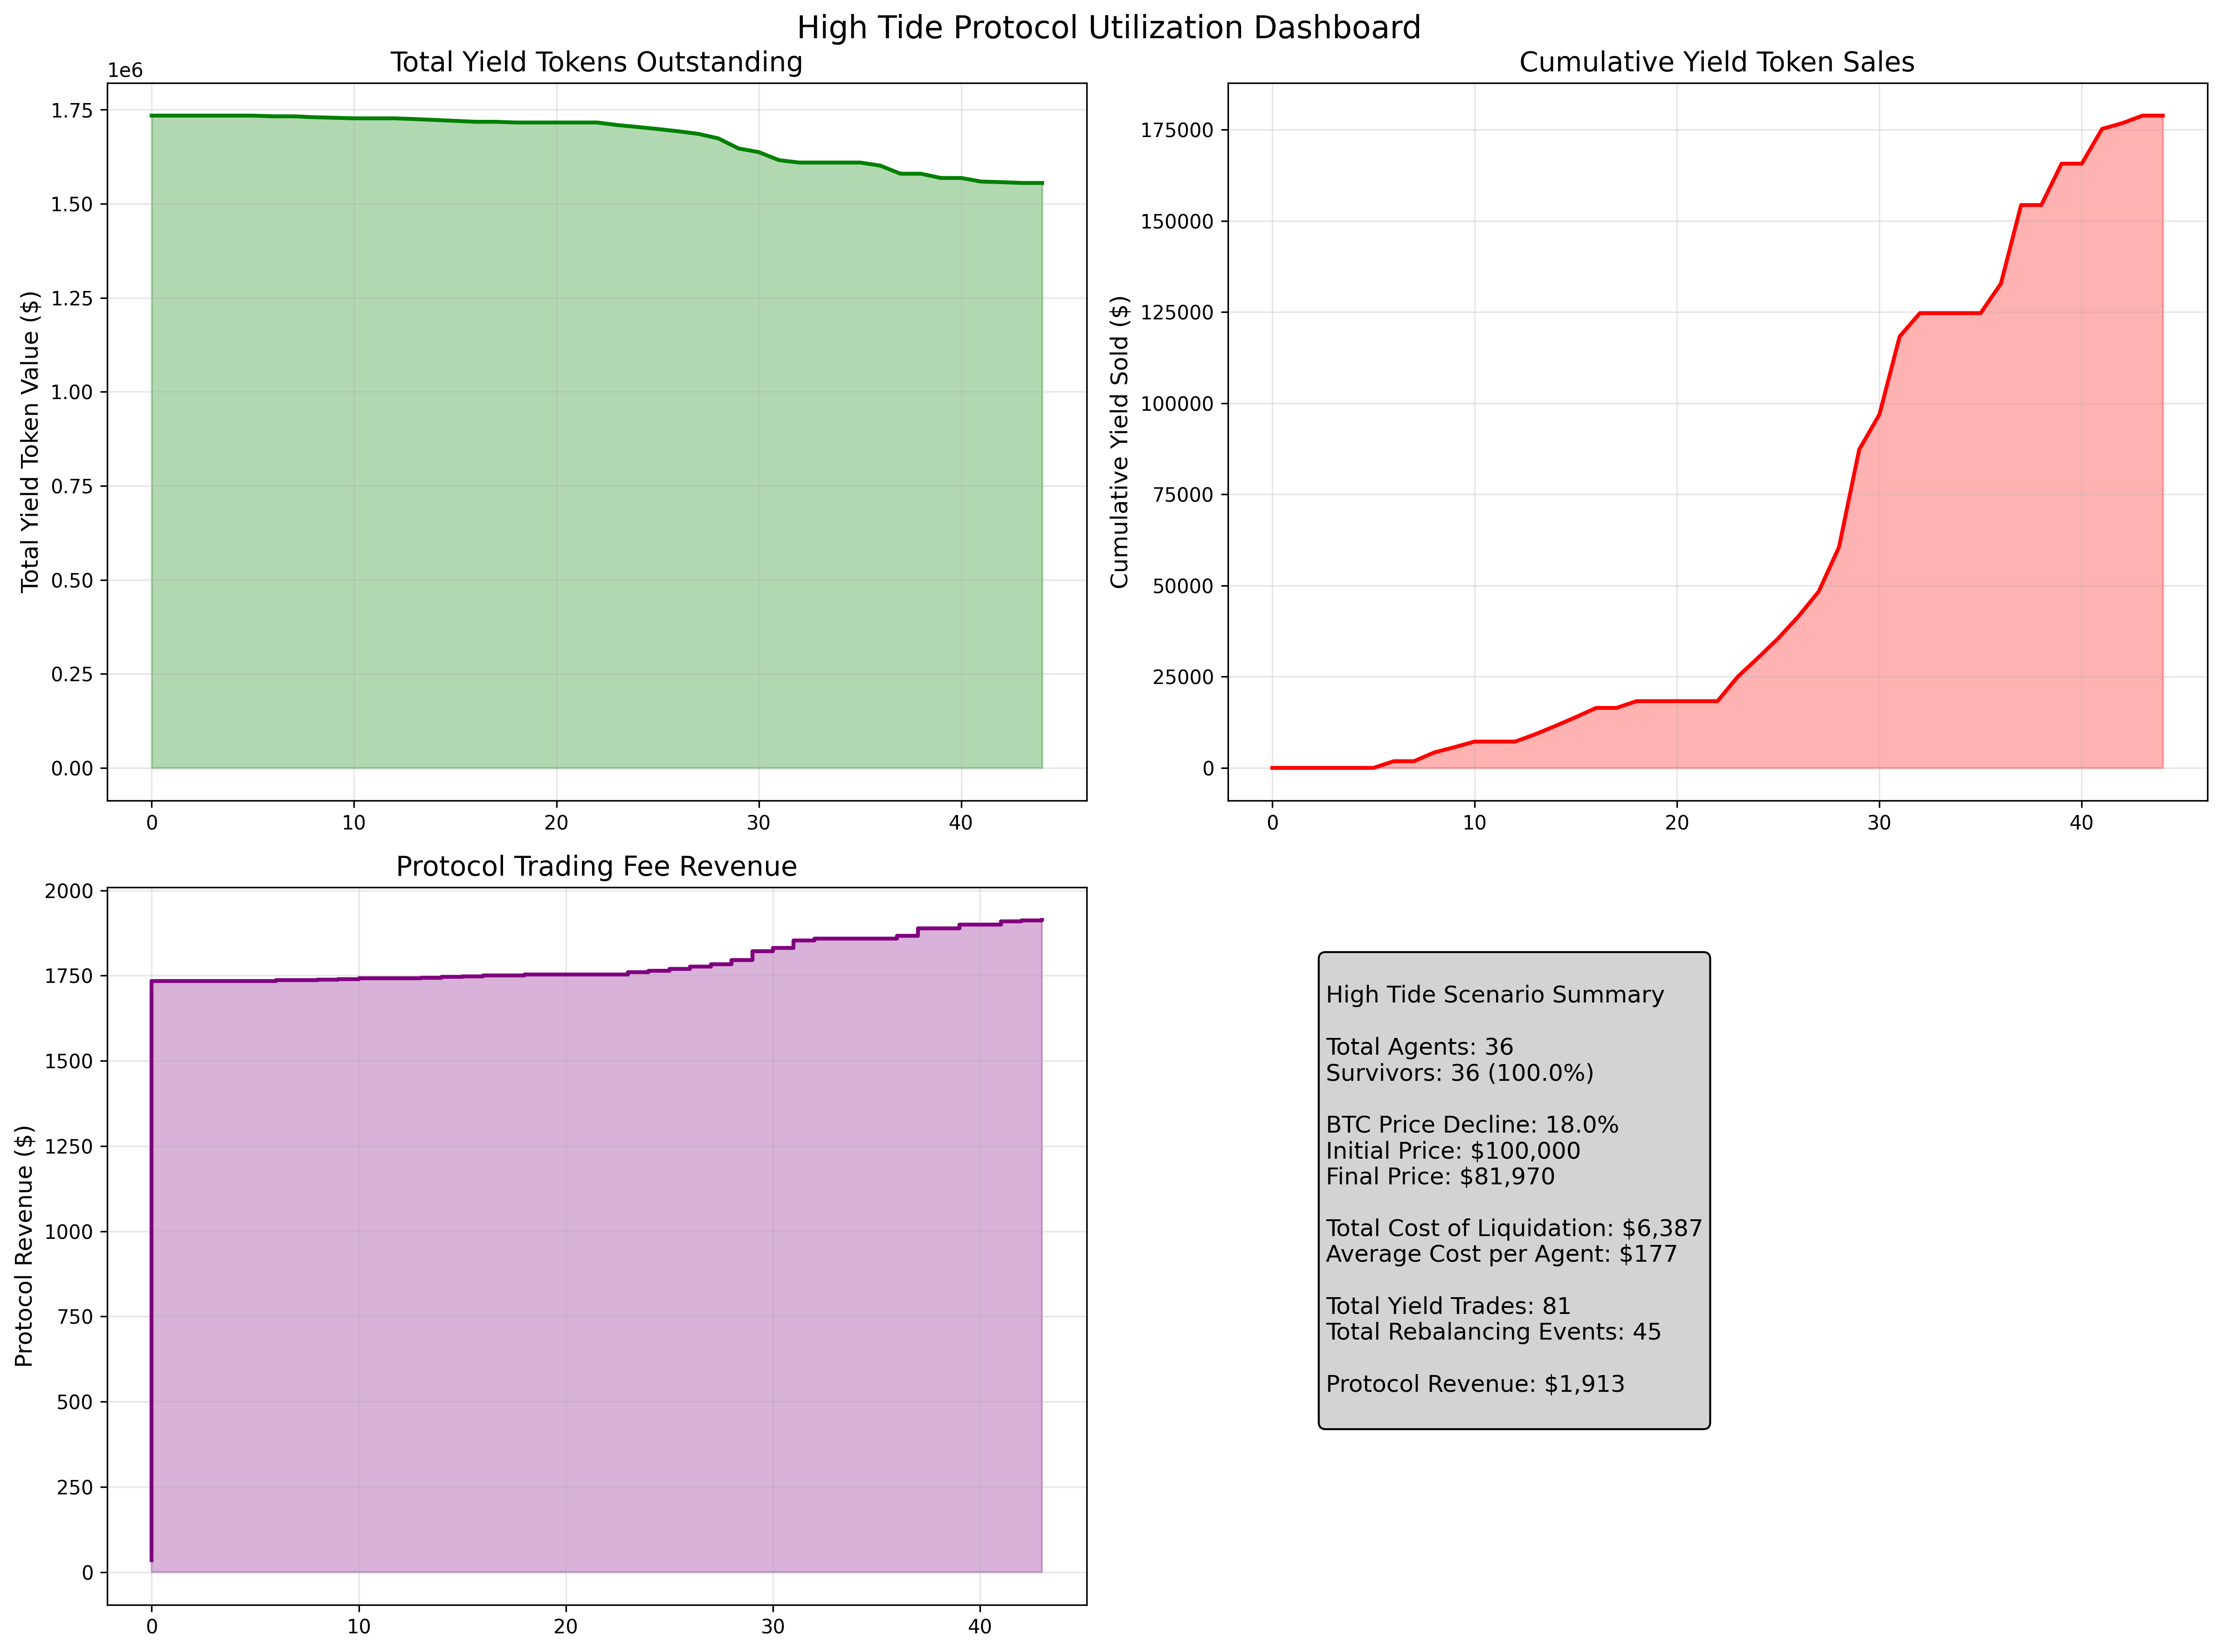 High Tide Protocol Utilization Dashboard
Total Yield Tokens Outstanding
1e6
Total Yield Token Value ($)
1.75
1.50
1.25
1.00
0.75
0.50
0.25
0.00
0 10 20 30 40
Cumulative Yield Token Sales
Cumulative Yield Sold ($)
175000
150000
125000
100000
75000
50000
25000
0
0 10 20 30 40
Protocol Trading Fee Revenue
Protocol Revenue ($)
2000
1750
1500
1250
1000
750
500
250
0
0 10 20 30 40
High Tide Scenario Summary
Total Agents: 36
Survivors: 36 (100.0%)
BTC Price Decline: 18.0%
Initial Price: $100,000
Final Price: $81,970
Total Cost of Liquidation: $6,387
Average Cost per Agent: $177
Total Yield Trades: 81
Total Rebalancing Events: 45
Protocol Revenue: $1,913